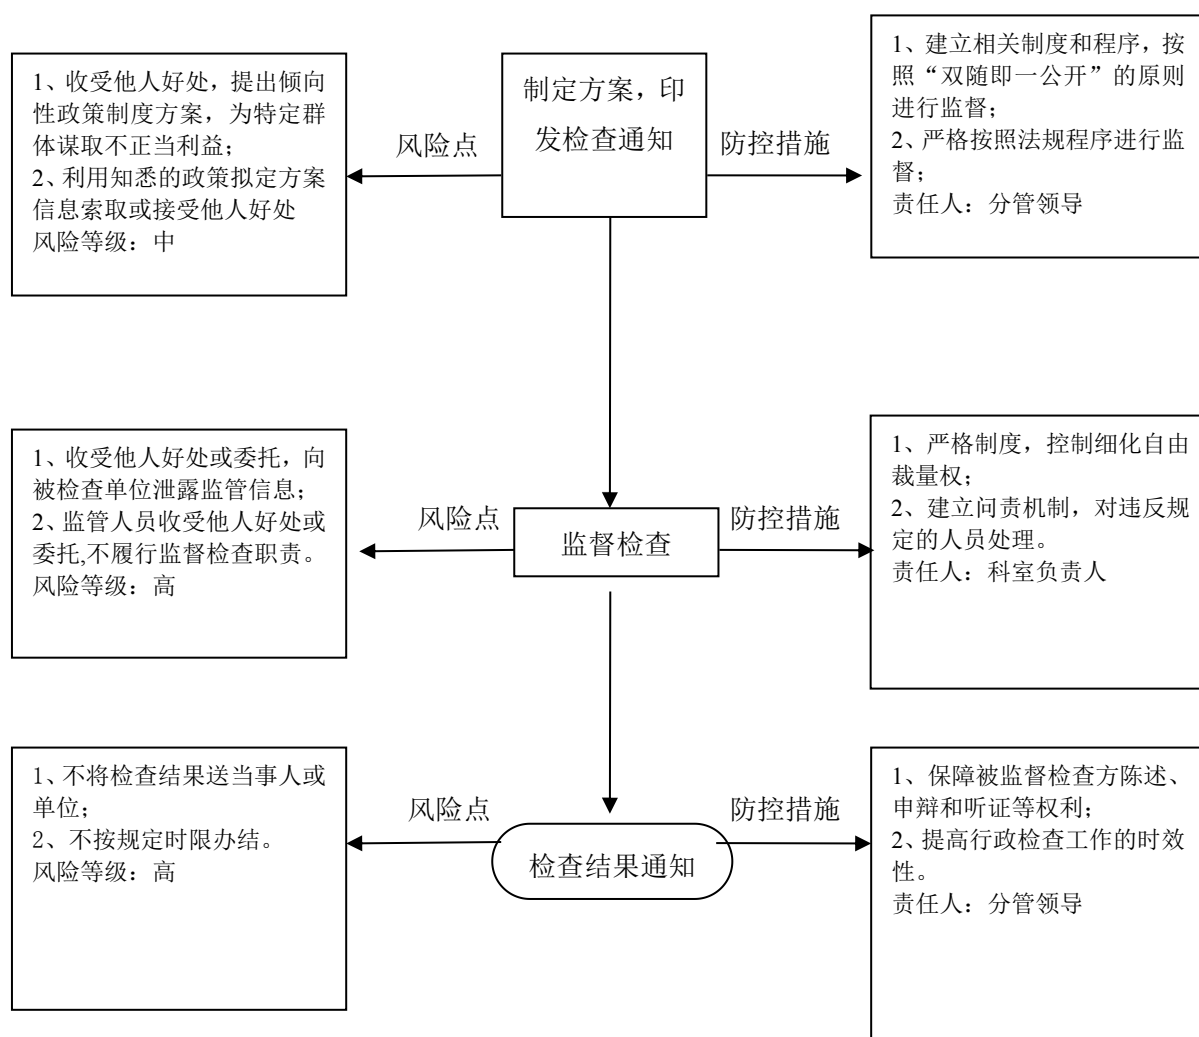 1、收受他人好处，提出倾向
性政策制度方案，为特定群
体谋取不正当利益；
2、利用知悉的政策拟定方案
信息索取或接受他人好处
风险等级：中
风险点
制定方案，印
发检查通知
防控措施
1、建立相关制度和程序，按
照“双随即一公开”的原则
进行监督；
2、严格按照法规程序进行监
督；
责任人：分管领导
1、收受他人好处或委托，向
被检查单位泄露监管信息；
2、监管人员收受他人好处或
委托,不履行监督检查职责。
风险等级：高
风险点
监督检查
防控措施
1、严格制度，控制细化自由
裁量权；
2、建立问责机制，对违反规
定的人员处理。
责任人：科室负责人
1、不将检查结果送当事人或
单位；
2、不按规定时限办结。
风险等级：高
风险点
检查结果通知
防控措施
1、保障被监督检查方陈述、
申辩和听证等权利；
2、提高行政检查工作的时效
性。
责任人：分管领导